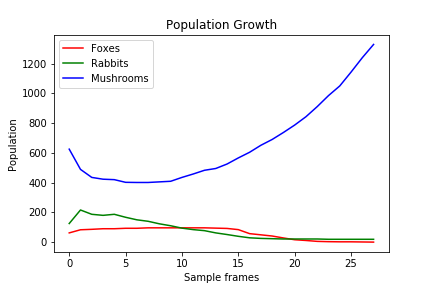 Population Growth
Foxes
Rabbits
Mushrooms
Population
1200
1000
800
600
400
200
0
0 5 10 15 20 25
Sample frames